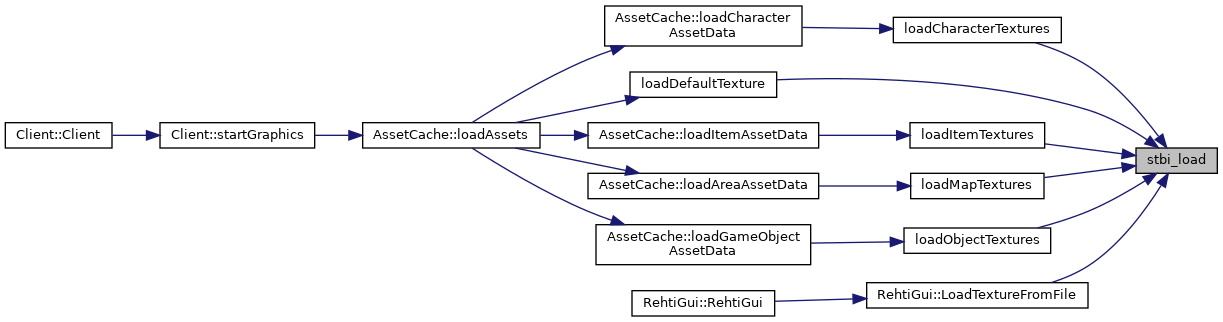 AssetCache::loadCharacter
AssetData
loadCharacterTextures
loadDefaultTexture
Client::Client
Client::startGraphics
AssetCache::loadAssets
AssetCache::loadItemAssetData
loadItemTextures
stbi_load
AssetCache::loadAreaAssetData
loadMapTextures
AssetCache::loadGameObject
AssetData
loadObjectTextures
RehtiGui::RehtiGui
RehtiGui::LoadTextureFromFile